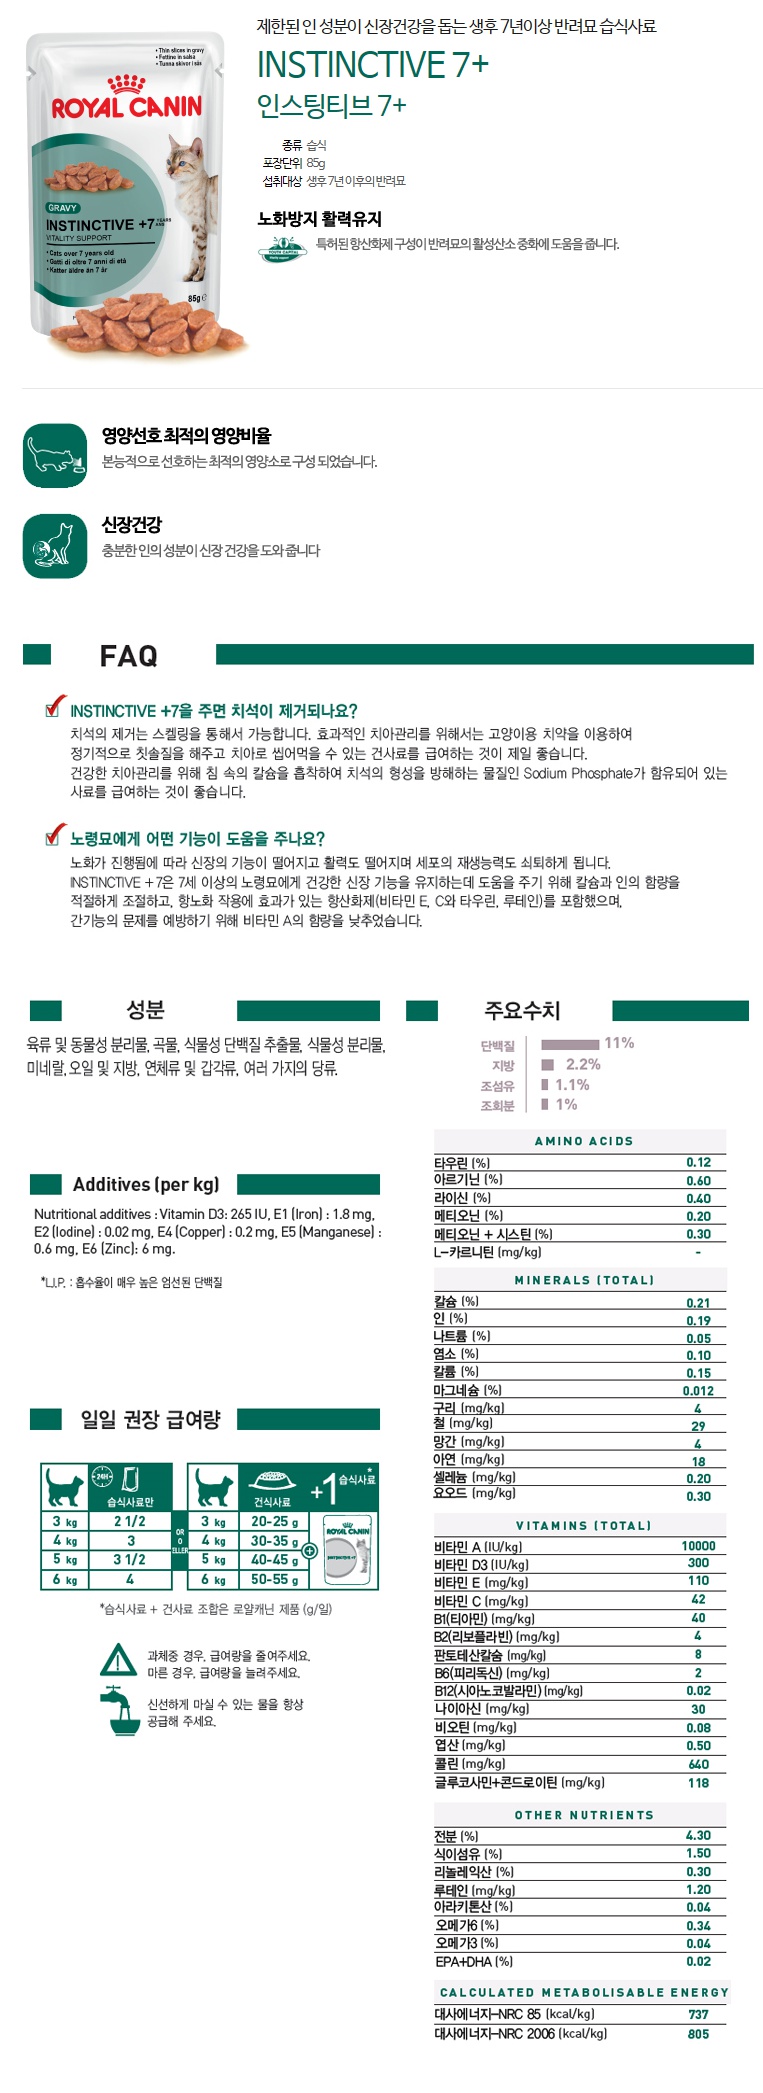 제한된 인 성분이 신장건강을 돕는 생후 7년이상 반려묘 습식사료
INSTINCTIVE 7+
인스팅티브 7+
종류 습식
포장단위 85g
섭취대상 생후 7년 이후의 반려묘
노화방지 활력유지
특허된 항산화제 구성이 반려묘의 활성산소 중화에 도움을 줍니다.
• Thin slices in gravy
• Fettine in salsa
• Tunna skivor i sås
ROYAL CANIN
GRAVY
INSTINCTIVE +7 YEARS ANS
VITALITY SUPPORT
• Cats over 7 years old
• Gatti di oltre 7 anni di età
• Katter äldre än 7 år
85g e
영양선호 최적의 영양비율
본능적으로 선호하는 최적의 영양소로 구성 되었습니다.
신장건강
충분한 인의 성분이 신장 건강을 도와 줍니다
FAQ
INSTINCTIVE +7을 주면 치석이 제거되나요?
치석의 제거는 스켈링을 통해서 가능합니다. 효과적인 치아관리를 위해서는 고양이용 치약을 이용하여
정기적으로 칫솔질을 해주고 치아로 씹어먹을 수 있는 건사료를 급여하는 것이 제일 좋습니다.
건강한 치아관리를 위해 침 속의 칼슘을 흡착하여 치석의 형성을 방해하는 물질인 Sodium Phosphate가 함유되어 있는
사료를 급여하는 것이 좋습니다.
노령묘에게 어떤 기능이 도움을 주나요?
노화가 진행됨에 따라 신장의 기능이 떨어지고 활력도 떨어지며 세포의 재생능력도 쇠퇴하게 됩니다.
INSTINCTIVE +7은 7세 이상의 노령묘에게 건강한 신장 기능을 유지하는데 도움을 주기 위해 칼슘과 인의 함량을
적절하게 조절하고, 항노화 작용에 효과가 있는 항산화제(비타민 E, C와 타우린, 루테인)를 포함했으며,
간기능의 문제를 예방하기 위해 비타민 A의 함량을 낮추었습니다.
성분
육류 및 동물성 분리물, 곡물, 식물성 단백질 추출물, 식물성 분리물,
미네랄, 오일 및 지방, 연체류 및 갑각류, 여러 가지의 당류.
Additives (per kg)
Nutritional additives : Vitamin D3: 265 IU, E1 (Iron) : 1.8 mg,
E2 (Iodine) : 0.02 mg, E4 (Copper) : 0.2 mg, E5 (Manganese) :
0.6 mg, E6 (Zinc): 6 mg.
*L.I.P. : 흡수율이 매우 높은 엄선된 단백질
일일 권장 급여량
24H
습식사료만
건식사료
+1 습식사료*
3 kg 2 1/2
4 kg 3
5 kg 3 1/2
6 kg 4
OR
O
ELLER
3 kg 20-25 g
4 kg 30-35 g
5 kg 40-45 g
6 kg 50-55 g
ROYAL CANIN
INSTINCTIVE +7
*습식사료 + 건사료 조합은 로얄캐닌 제품 (g/일)
과체중 경우, 급여량을 줄여주세요.
마른 경우, 급여량을 늘려주세요.
신선하게 마실 수 있는 물을 항상
공급해 주세요.
주요수치
단백질 11%
지방 2.2%
조섬유 1.1%
조회분 1%
AMINO ACIDS
타우린 (%) 0.12
아르기닌 (%) 0.60
라이신 (%) 0.40
메티오닌 (%) 0.20
메티오닌 + 시스틴 (%) 0.30
L-카르니틴 (mg/kg) -
MINERALS (TOTAL)
칼슘 (%) 0.21
인 (%) 0.19
나트륨 (%) 0.05
염소 (%) 0.10
칼륨 (%) 0.15
마그네슘 (%) 0.012
구리 (mg/kg) 4
철 (mg/kg) 29
망간 (mg/kg) 4
아연 (mg/kg) 18
셀레늄 (mg/kg) 0.20
요오드 (mg/kg) 0.30
VITAMINS (TOTAL)
비타민 A (IU/kg) 10000
비타민 D3 (IU/kg) 300
비타민 E (mg/kg) 110
비타민 C (mg/kg) 42
B1(티아민) (mg/kg) 40
B2(리보플라빈) (mg/kg) 4
판토테산칼숨 (mg/kg) 8
B6(피리독신) (mg/kg) 2
B12(시아노코발라민) (mg/kg) 0.02
나이아신 (mg/kg) 30
비오틴 (mg/kg) 0.08
엽산 (mg/kg) 0.50
콜린 (mg/kg) 640
글루코사민+콘드로이틴 (mg/kg) 118
OTHER NUTRIENTS
전분 (%) 4.30
식이섬유 (%) 1.50
리놀레익산 (%) 0.30
루테인 (mg/kg) 1.20
아라키톤산 (%) 0.04
오메가6 (%) 0.34
오메가3 (%) 0.04
EPA+DHA (%) 0.02
CALCULATED METABOLISABLE ENERGY
대사에너지-NRC 85 (kcal/kg) 737
대사에너지-NRC 2006 (kcal/kg) 805